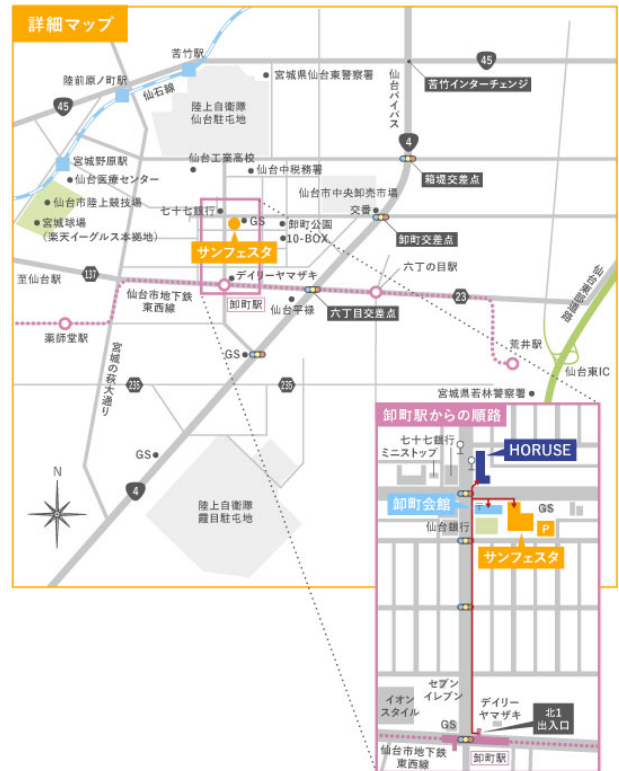 詳細マップ
苦竹駅
陸前原ノ町駅
仙石線
45
45
宮城県仙台東警察署
陸上自衛隊
仙台駐屯地
仙台バイパス
苦竹インターチェンジ
4
宮城野原駅
仙台医療センター
仙台工業高校
仙台中税務署
箱堤交差点
仙台市陸上競技場
宮城球場
(楽天イーグルス本拠地)
七十七銀行
GS
サンフェスタ
卸町公園
10-BOX
仙台市中央卸売市場
交番
卸町交差点
至仙台駅
137
デイリーヤマザキ
六丁の目駅
仙台市地下鉄
東西線
卸町駅
仙台平禄
六丁目交差点
23
仙台東部道路
薬師堂駅
宮城の萩大通り
GS
荒井駅
仙台東IC
235
235
宮城県若林警察署
GS
N
4
陸上自衛隊
霞目駐屯地
卸町駅からの順路
七十七銀行
ミニストップ
HORUSE
卸町会館
仙台銀行
GS
P
サンフェスタ
セブン
イレブン
イオン
スタイル
デイリー
ヤマザキ
北1
出入口
GS
仙台市地下鉄
東西線
卸町駅